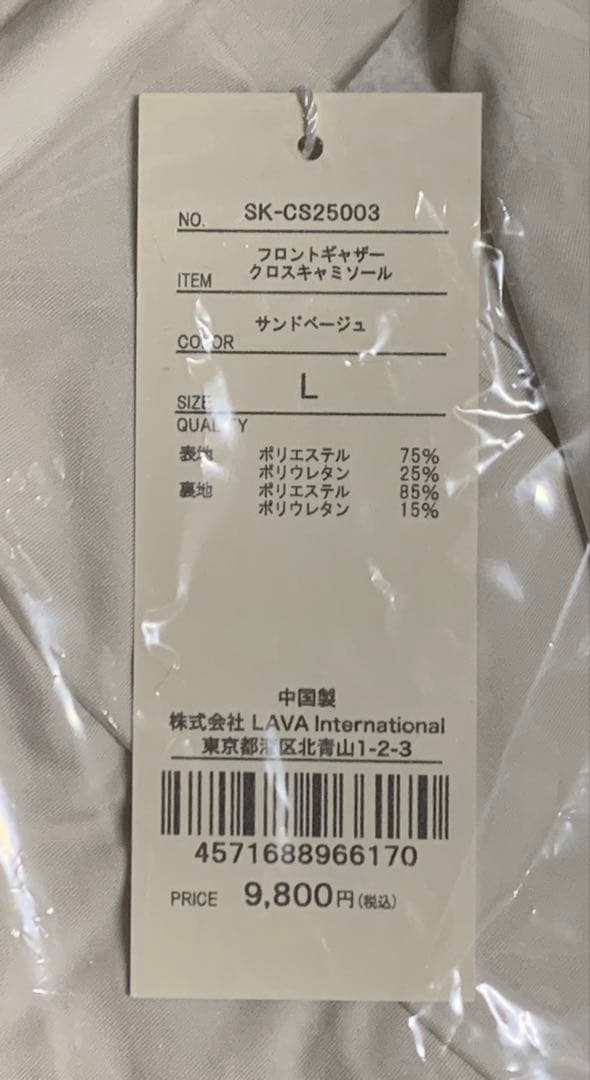 NO. SK-CS25003
フロントギャザー
ITEM クロスキャミソール
サンドベージュ
COLOR
SIZE L
QUALITY
表地 ポリエステル 75%
ポリウレタン 25%
裏地 ポリエステル 85%
ポリウレタン 15%
中国製
株式会社 LAVA International
東京都港区北青山1-2-3
4571688966170
PRICE 9,800円(税込)